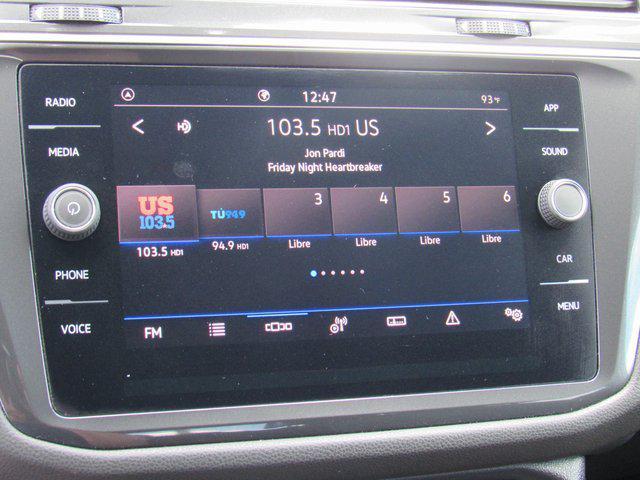 RADIO
MEDIA
PHONE
VOICE
12:47
93°F
103.5 HD1 US
Jon Pardi
Friday Night Heartbreaker
US
103.5
TÚ94.9
3
4
5
6
103.5 HD1
94.9 HD1
Libre
Libre
Libre
Libre
FM
APP
SOUND
CAR
MENU